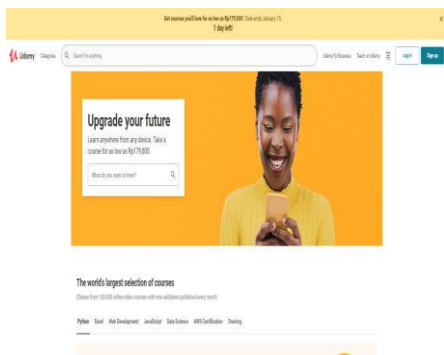 Get courses you'll love for as low as Rp179,000 | Sale ends January 15.
1 day left!
Udemy Categories Search for anything Udemy for Business Teach on Udemy Log In Sign Up
Upgrade your future
Learn anywhere from any device. Take a
course for as low as Rp179,000.
What do you want to learn?
The world's largest selection of courses
Choose from 130,000 online video courses with new additions published every month
Python Excel Web Development JavaScript Data Science AWS Certification Drawing